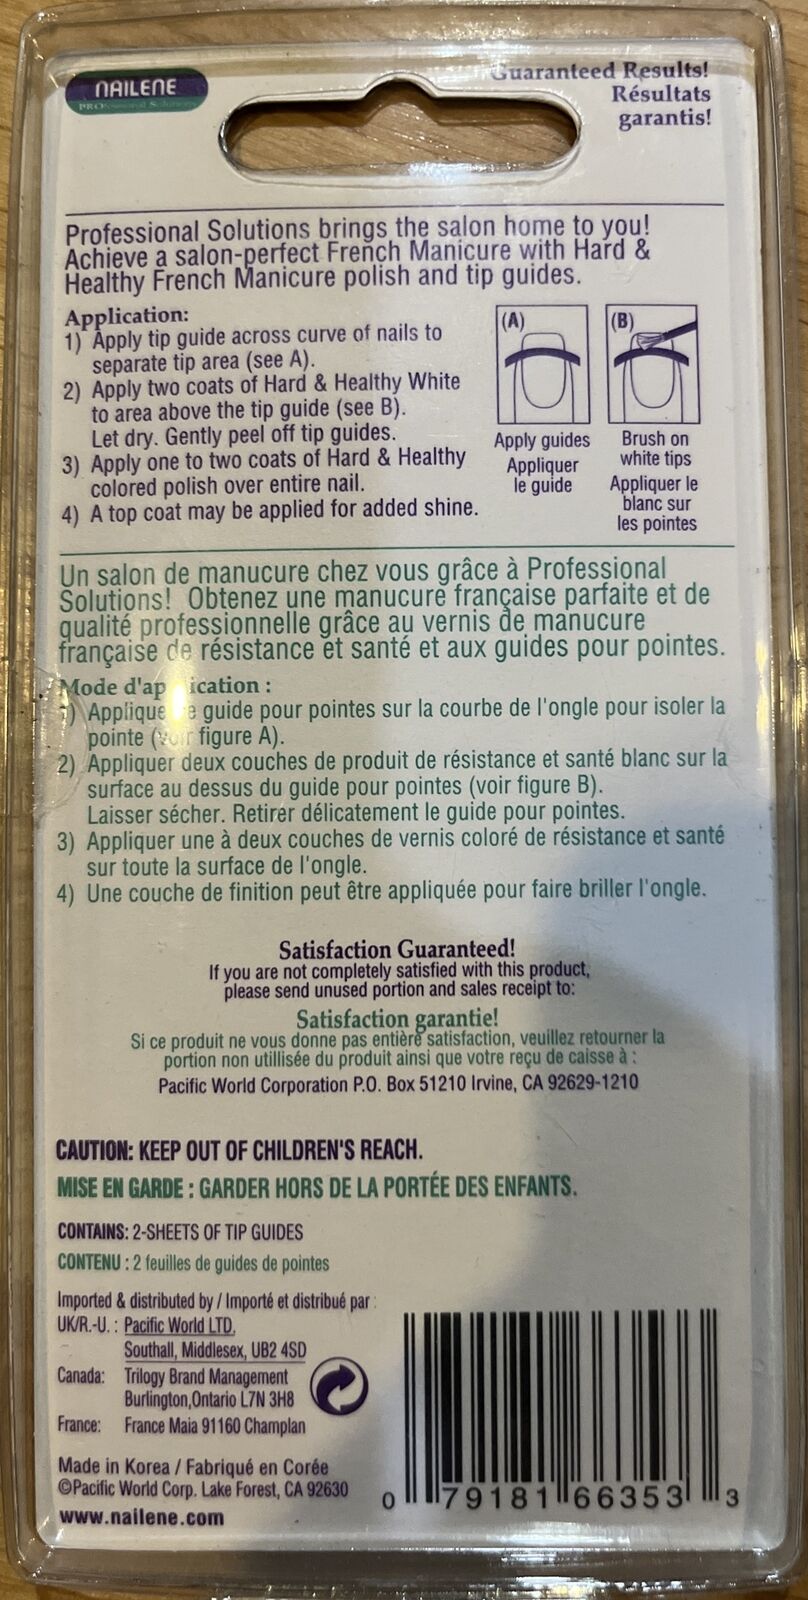 NAILENE
PROfessional Solutions
Guaranteed Results!
Résultats
garantis!
Professional Solutions brings the salon home to you!
Achieve a salon-perfect French Manicure with Hard &
Healthy French Manicure polish and tip guides.
Application:
1) Apply tip guide across curve of nails to
separate tip area (see A).
2) Apply two coats of Hard & Healthy White
to area above the tip guide (see B).
Let dry. Gently peel off tip guides.
3) Apply one to two coats of Hard & Healthy
colored polish over entire nail.
4) A top coat may be applied for added shine.
(A)
Apply guides
Appliquer
le guide
(B)
Brush on
white tips
Appliquer le
blanc sur
les pointes
Un salon de manucure chez vous grâce à Professional
Solutions! Obtenez une manucure française parfaite et de
qualité professionnelle grâce au vernis de manucure
française de résistance et santé et aux guides pour pointes.
Mode d'application :
1) Appliquer le guide pour pointes sur la courbe de l'ongle pour isoler la
pointe (voir figure A).
2) Appliquer deux couches de produit de résistance et santé blanc sur la
surface au dessus du guide pour pointes (voir figure B).
Laisser sécher. Retirer délicatement le guide pour pointes.
3) Appliquer une à deux couches de vernis coloré de résistance et santé
sur toute la surface de l'ongle.
4) Une couche de finition peut être appliquée pour faire briller l'ongle.
Satisfaction Guaranteed!
If you are not completely satisfied with this product,
please send unused portion and sales receipt to:
Satisfaction garantie!
Si ce produit ne vous donne pas entière satisfaction, veuillez retourner la
portion non utillisée du produit ainsi que votre reçu de caisse à :
Pacific World Corporation P.O. Box 51210 Irvine, CA 92629-1210
CAUTION: KEEP OUT OF CHILDREN'S REACH.
MISE EN GARDE : GARDER HORS DE LA PORTÉE DES ENFANTS.
CONTAINS: 2-SHEETS OF TIP GUIDES
CONTENU : 2 feuilles de guides de pointes
Imported & distributed by / Importé et distribué par :
UK/R.-U. : Pacific World LTD.
Southall, Middlesex, UB2 4SD
Canada: Trilogy Brand Management
Burlington,Ontario L7N 3H8
France: France Maia 91160 Champlan
Made in Korea / Fabriqué en Corée
©Pacific World Corp. Lake Forest, CA 92630
www.nailene.com
0 79181 66353 3